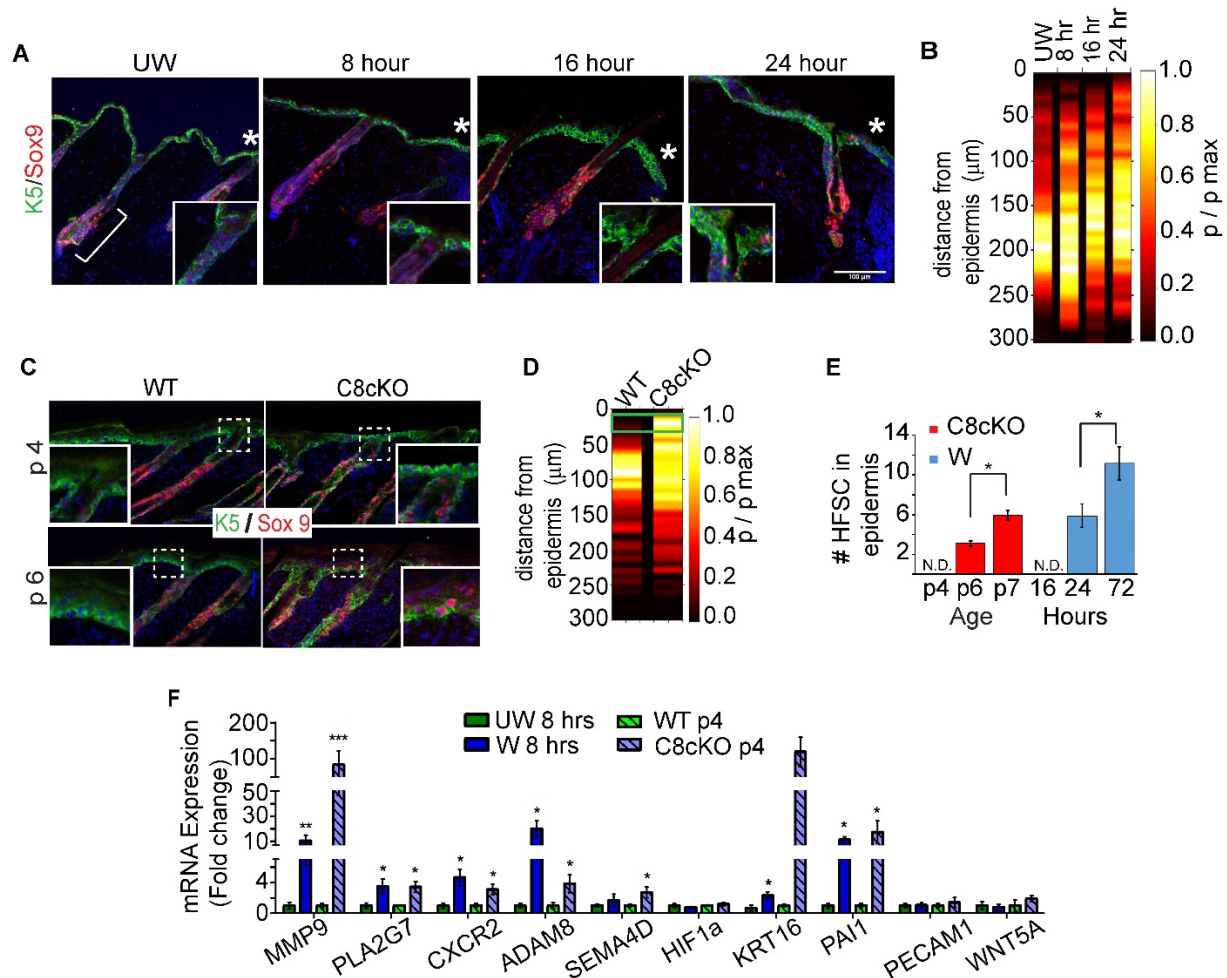 A
UW
8 hour
16 hour
24 hour
K5/Sox9
*
*
*
*
100 µm
B
UW
8 hr
16 hr
24 hr
0
50
100
150
200
250
300
distance from
epidermis (µm)
1.0
0.8
0.6
0.4
0.2
0.0
p / p max
C
WT
C8cKO
p 4
K5 / Sox 9
p 6
D
WT
C8cKO
0
50
100
150
200
250
300
distance from
epidermis (µm)
1.0
0.8
0.6
0.4
0.2
0.0
p / p max
E
C8cKO
W
14
10
6
2
# HFSC in
epidermis
*
*
N.D.
N.D.
p4 p6 p7
16 24 72
Age
Hours
F
UW 8 hrs
W 8 hrs
WT p4
C8cKO p4
200
100
50
30
10
4
2
0
mRNA Expression
(Fold change)
** *** * * * * * * * * * *
MMP9
PLA2G7
CXCR2
ADAM8
SEMA4D
HIF1a
KRT16
PAI1
PECAM1
WNT5A